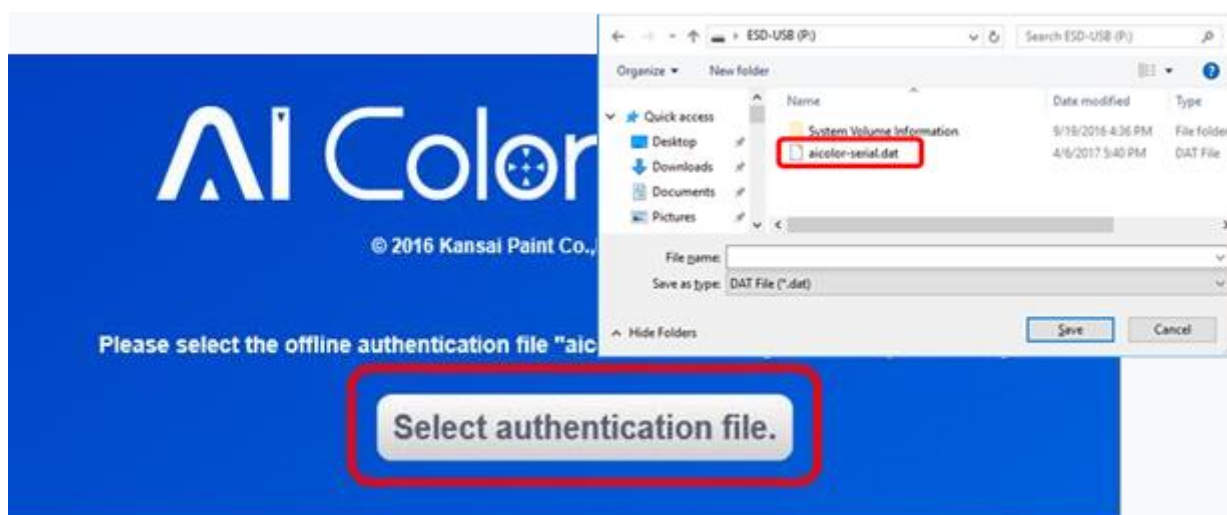 AI Color
© 2016 Kansai Paint Co.,
Please select the offline authentication file "aic
Select authentication file.
ESD-USB (P:)
Search ESD-USB (P:)
Organize
New folder
Name
Date modified
Type
Quick access
Desktop
Downloads
Documents
Pictures
System Volume Information
9/19/2016 4:36 PM
File folder
aicolor-serial.dat
4/6/2017 5:40 PM
DAT File
File name:
Save as type: DAT File (*.dat)
Hide Folders
Save
Cancel